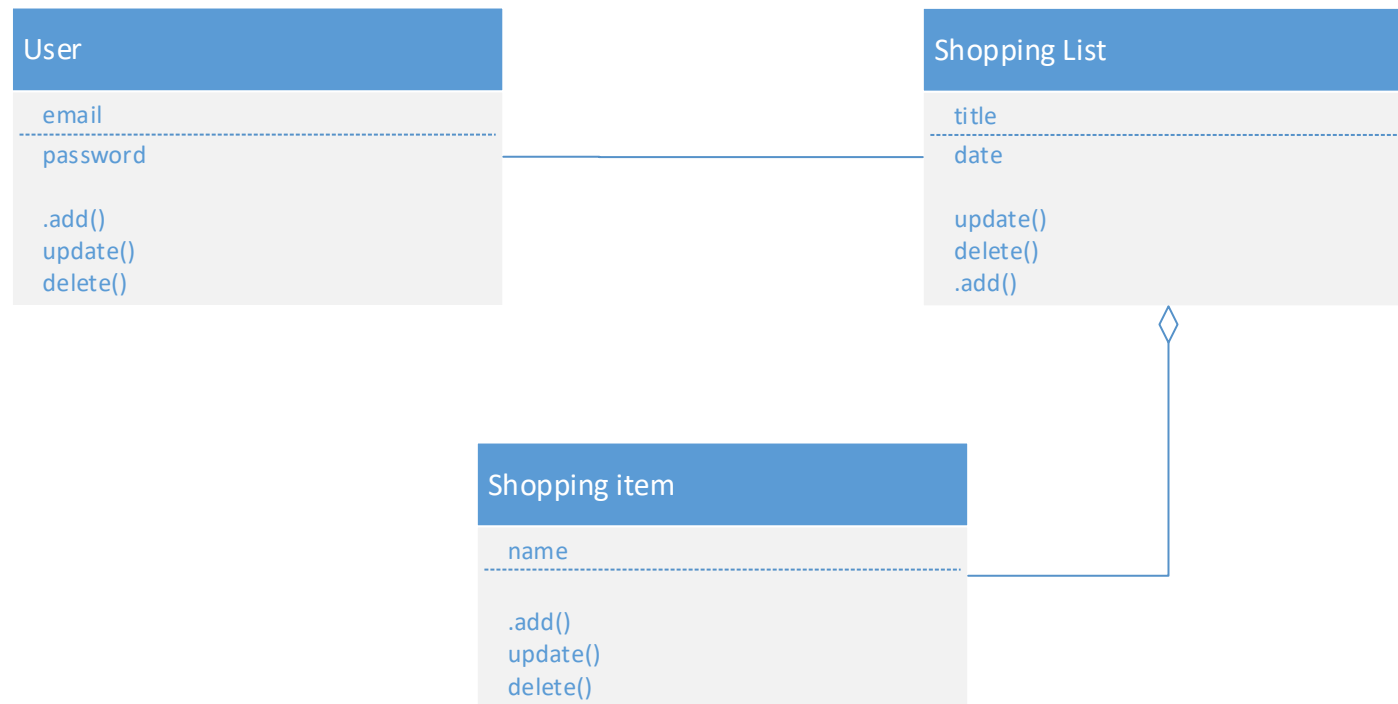 User
email
password
.add()
update()
delete()
Shopping List
title
date
update()
delete()
.add()
Shopping item
name
.add()
update()
delete()